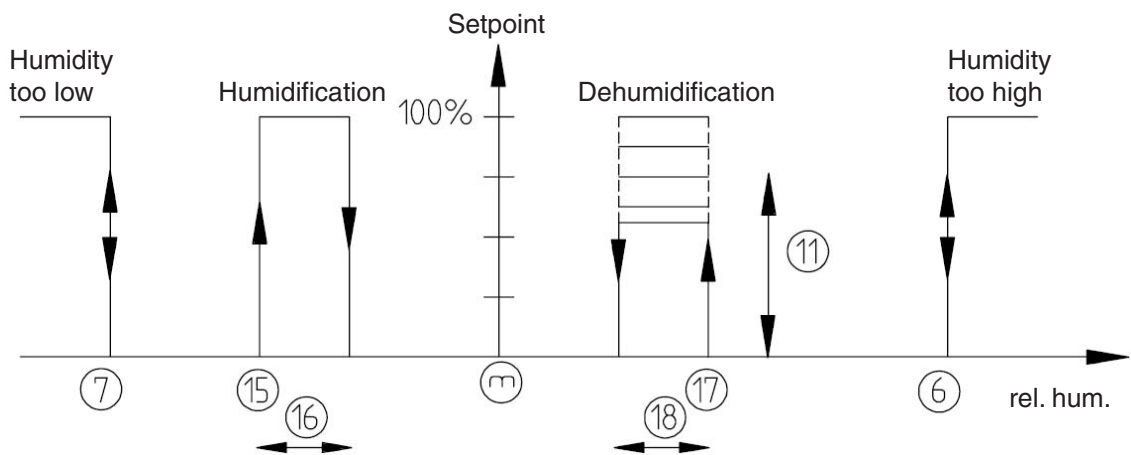 Setpoint
Humidity
too low
Humidification
100%
Dehumidification
Humidity
too high
11
7
15
m
17
6
rel. hum.
16
18